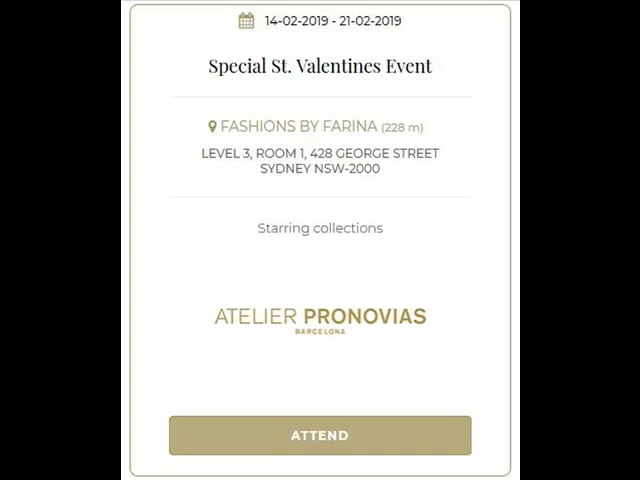 14-02-2019 - 21-02-2019
Special St. Valentines Event
FASHIONS BY FARINA (228 m)
LEVEL 3, ROOM 1, 428 GEORGE STREET
SYDNEY NSW-2000
Starring collections
ATELIER PRONOVIAS
BARCELONA
ATTEND